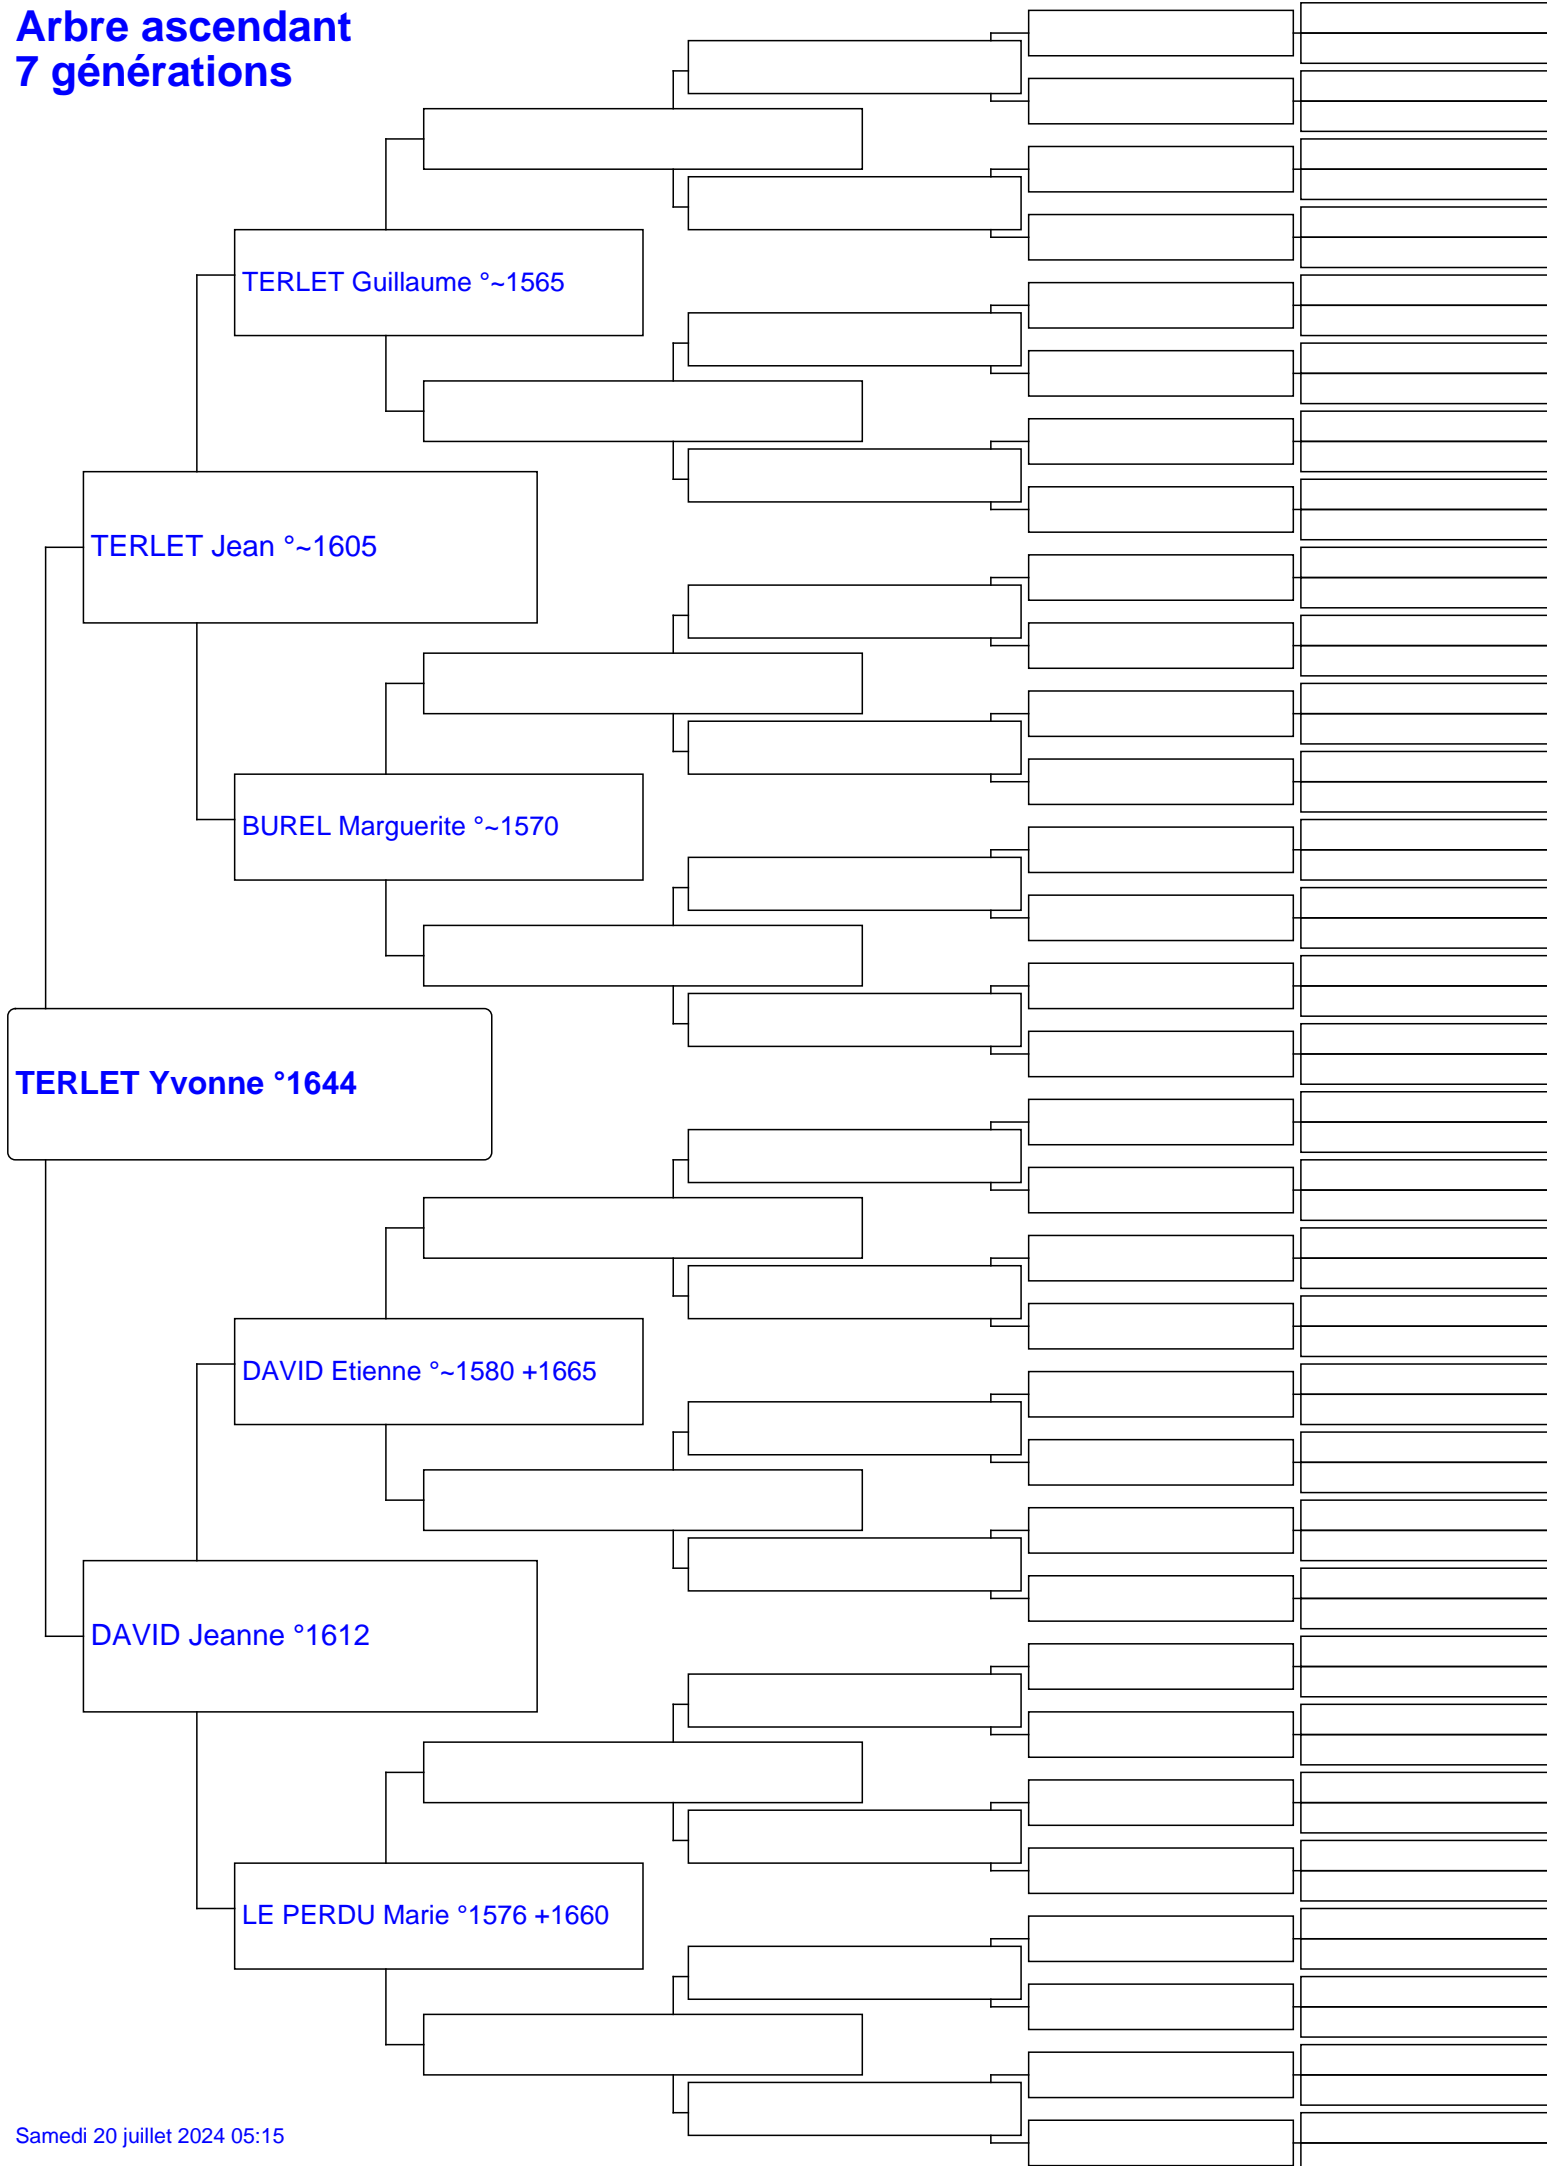 Arbre ascendant
7 générations
TERLET Guillaume °~1565
TERLET Jean °~1605
BUREL Marguerite °~1570
TERLET Yvonne °1644
DAVID Etienne °~1580 +1665
DAVID Jeanne °1612
LE PERDU Marie °1576 +1660
Samedi 20 juillet 2024 05:15